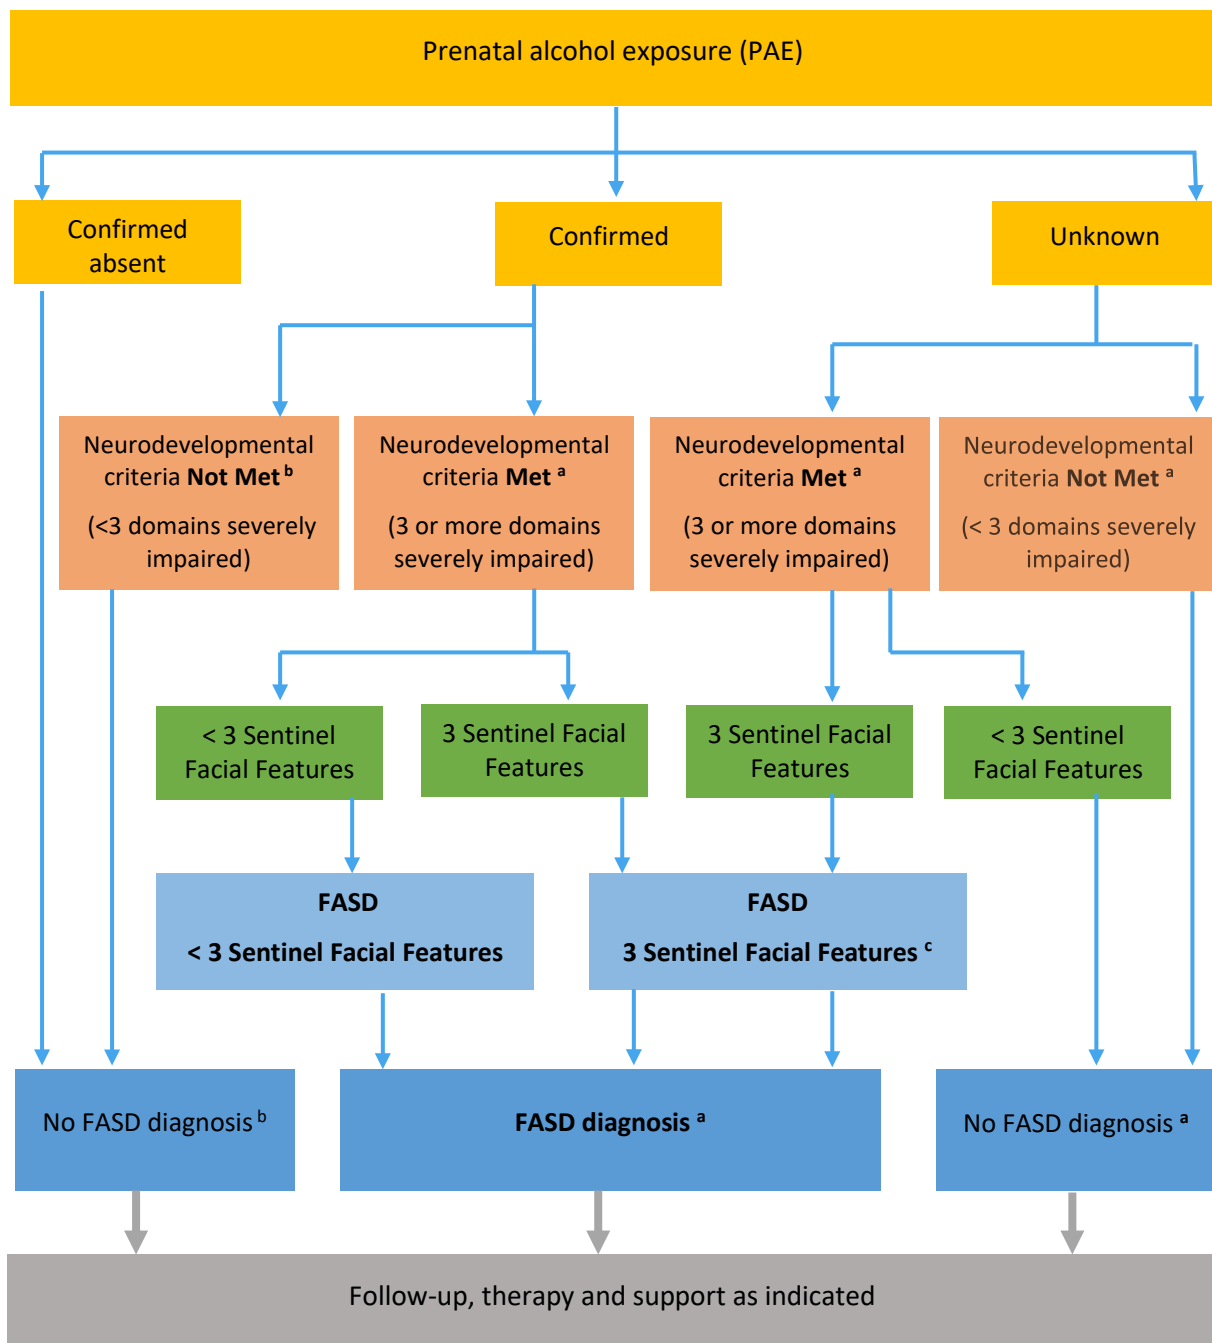 Prenatal alcohol exposure (PAE)
Confirmed
absent
Confirmed
Unknown
Neurodevelopmental
criteria Not Met b
(<3 domains severely
impaired)
Neurodevelopmental
criteria Met a
(3 or more domains
severely impaired)
Neurodevelopmental
criteria Met a
(3 or more domains
severely impaired)
Neurodevelopmental
criteria Not Met a
(< 3 domains severely
impaired)
< 3 Sentinel
Facial Features
3 Sentinel Facial
Features
3 Sentinel Facial
Features
< 3 Sentinel
Facial Features
FASD
< 3 Sentinel Facial Features
FASD
3 Sentinel Facial Features c
No FASD diagnosis b
FASD diagnosis a
No FASD diagnosis a
Follow-up, therapy and support as indicated